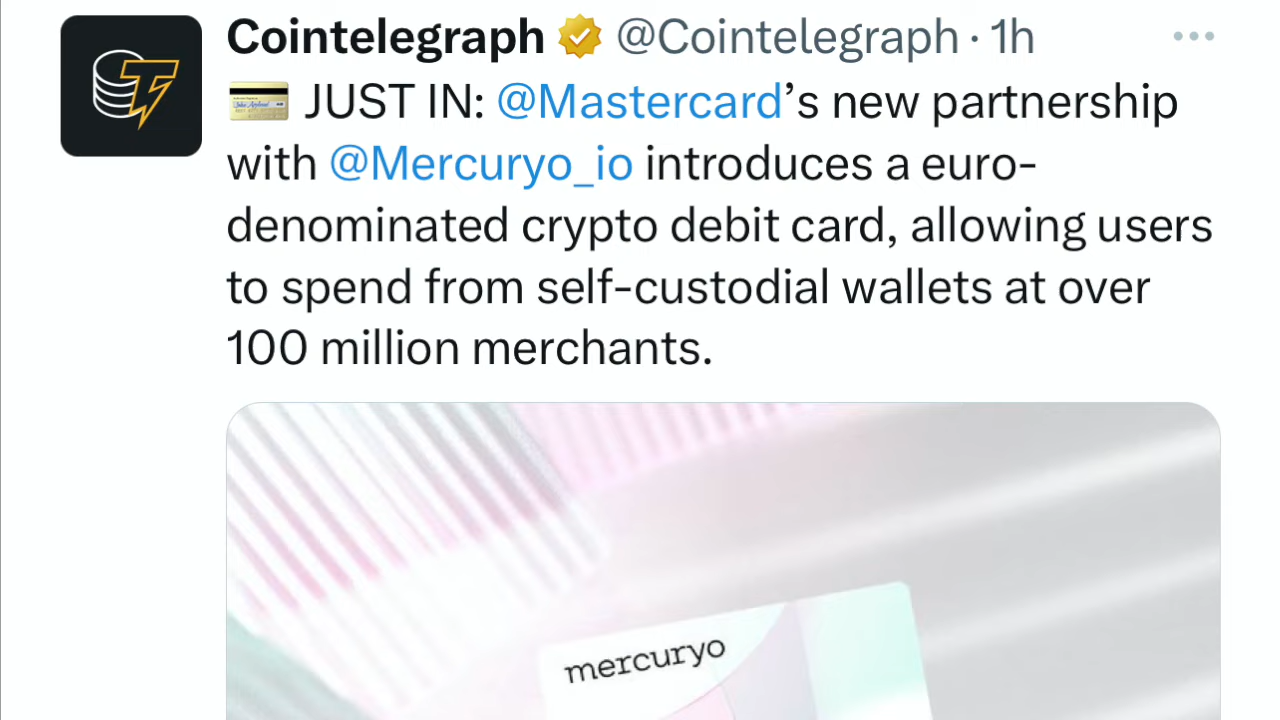 Cointelegraph @Cointelegraph · 1h
JUST IN: @Mastercard’s new partnership
with @Mercuryo_io introduces a euro-
denominated crypto debit card, allowing users
to spend from self-custodial wallets at over
100 million merchants.
mercuryo